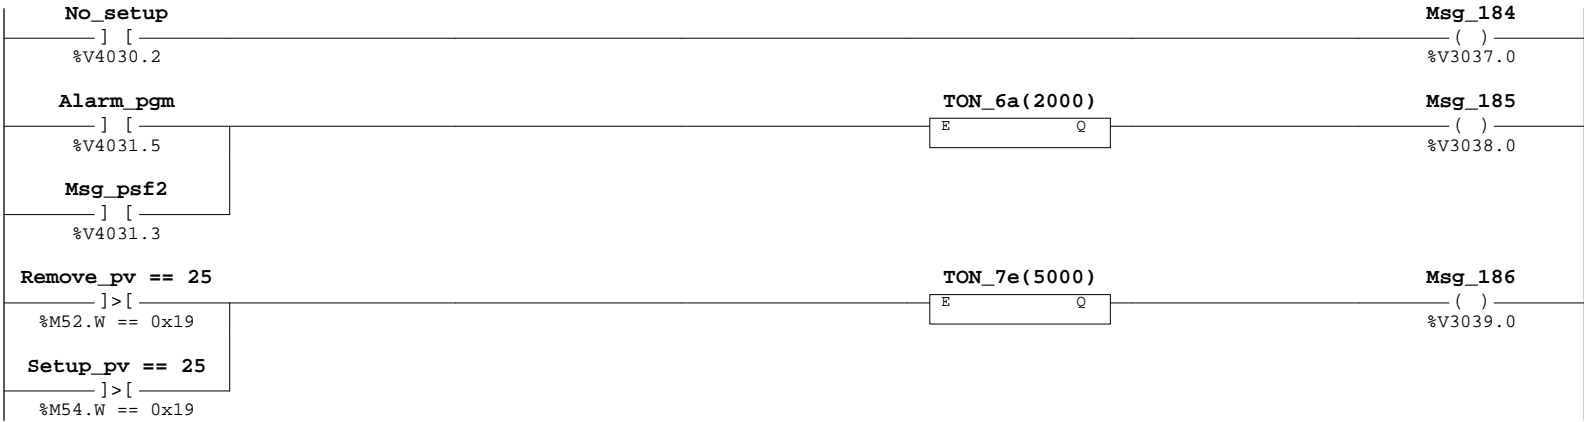 No_setup Msg_184
] [ ( )
%V4030.2 %V3037.0
Alarm_pgm TON_6a(2000) Msg_185
] [ E Q ( )
%V4031.5 %V3038.0
Msg_psf2
] [
%V4031.3
Remove_pv == 25 TON_7e(5000) Msg_186
]>[ E Q ( )
%M52.W == 0x19 %V3039.0
Setup_pv == 25
]>[
%M54.W == 0x19